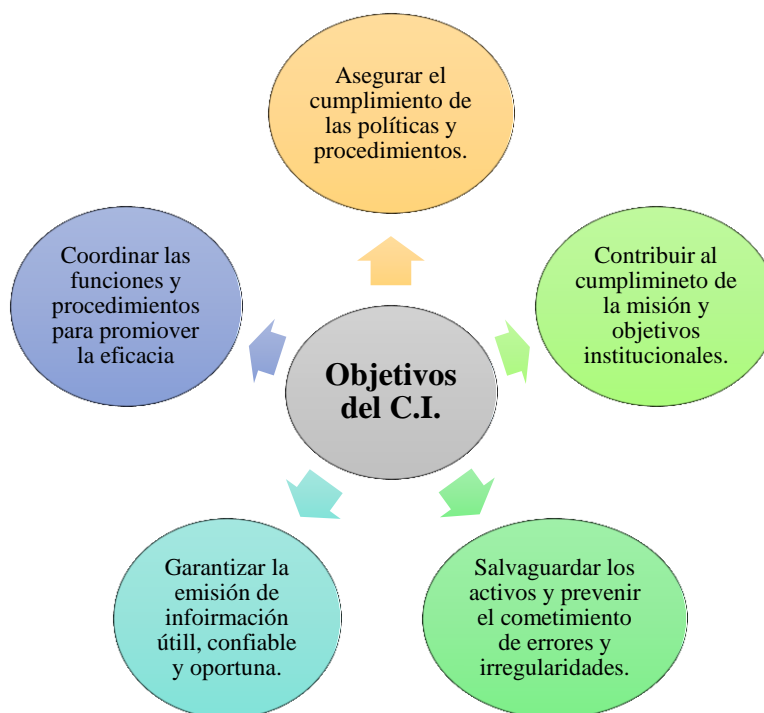 Asegurar el
cumplimiento de
las políticas y
procedimientos.
Coordinar las
funciones y
procedimientos
para promiover
la eficacia
Contribuir al
cumplimineto de
la misión y
objetivos
institucionales.
Objetivos
del C.I.
Garantizar la
emisión de
infoirmación
útill, confiable
y oportuna.
Salvaguardar los
activos y prevenir
el cometimiento
de errores y
irregularidades.